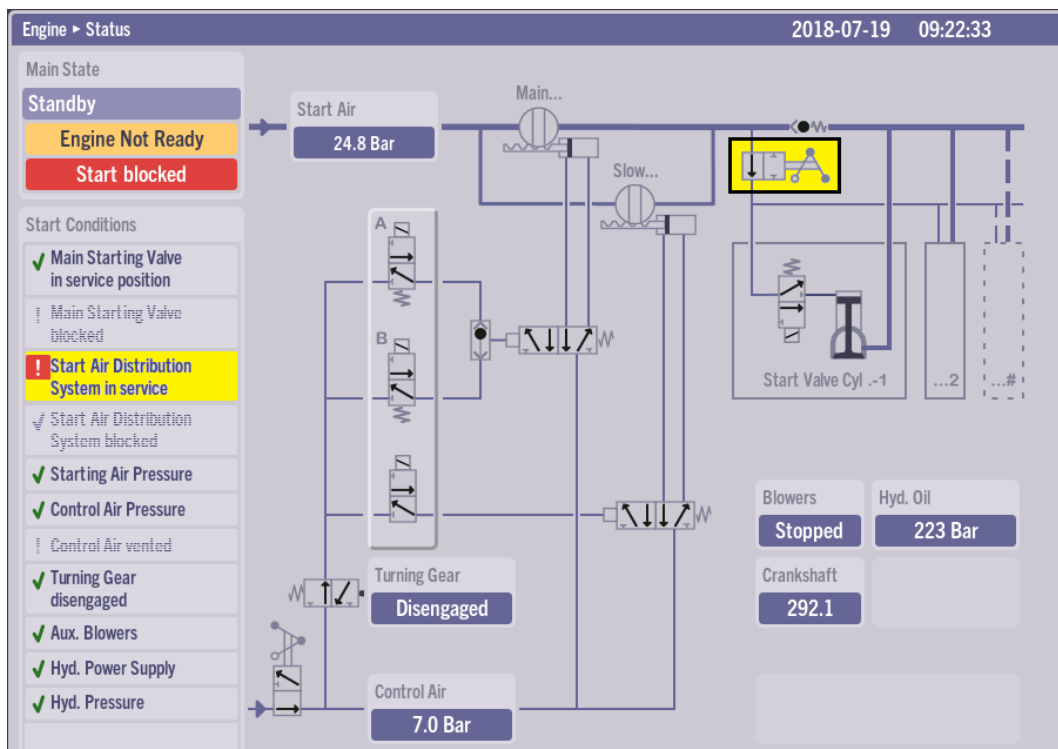 Engine ▸ Status
2018-07-19 09:22:33
Main State
Standby
Engine Not Ready
Start blocked
Start Conditions
Main Starting Valve
in service position
! Main Starting Valve
blocked
! Start Air Distribution
System in service
Start Air Distribution
System blocked
Starting Air Pressure
Control Air Pressure
! Control Air vented
Turning Gear
disengaged
Aux. Blowers
Hyd. Power Supply
Hyd. Pressure
Start Air
24.8 Bar
Main...
Slow...
A
B
Start Valve Cyl .-1
...2
...#
Turning Gear
Disengaged
Control Air
7.0 Bar
Blowers
Stopped
Hyd. Oil
223 Bar
Crankshaft
292.1